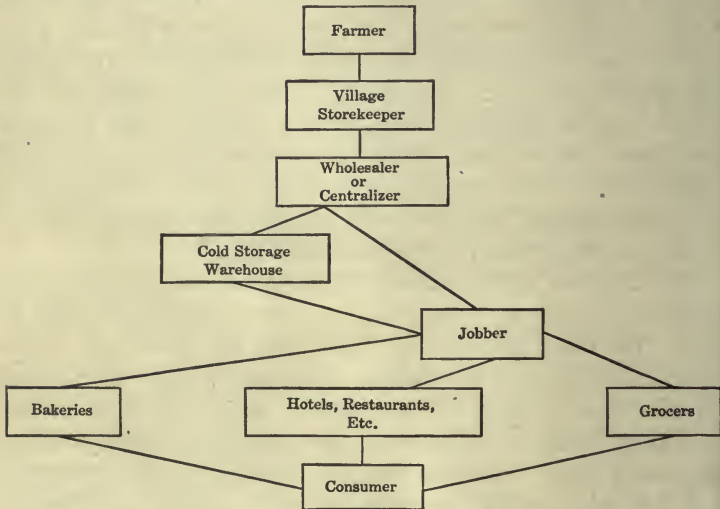 Farmer
Village
Storekeeper
Wholesaler
or
Centralizer
Cold Storage
Warehouse
Jobber
Bakeries
Hotels, Restaurants,
Etc.
Grocers
Consumer